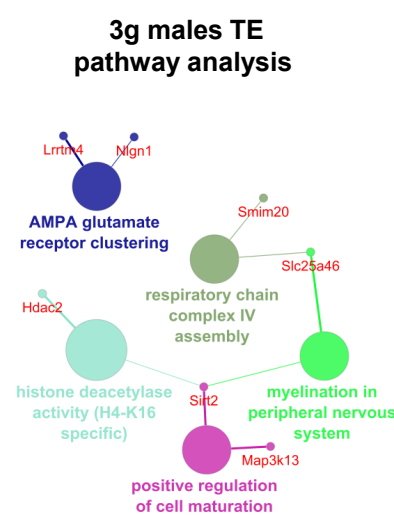 3g males TE
pathway analysis
Lrrtm4
Nlgn1
AMPA glutamate
receptor clustering
Smim20
Slc25a46
respiratory chain
complex IV
assembly
Hdac2
histone deacetylase
activity (H4-K16
specific)
Sirt2
myelination in
peripheral nervous
system
Map3k13
positive regulation
of cell maturation